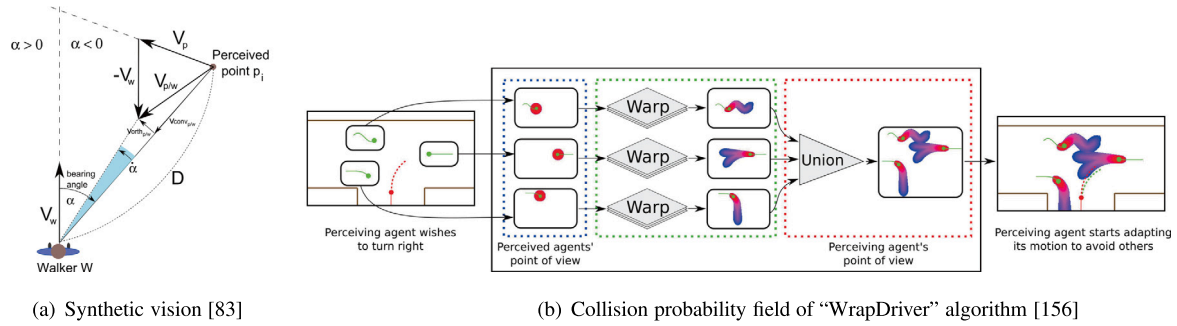 α > 0
α < 0
V_p
Perceived
point p_i
-V_w
V_p/w
Vorth_p/w
Vconv_p/w
α̇
D
bearing
angle
α
V_w
Walker W
(a) Synthetic vision [83]
Perceiving agent wishes
to turn right
Warp
Warp
Warp
Perceived agents'
point of view
Union
Perceiving agent's
point of view
Perceiving agent starts adapting
its motion to avoid others
(b) Collision probability field of “WrapDriver” algorithm [156]